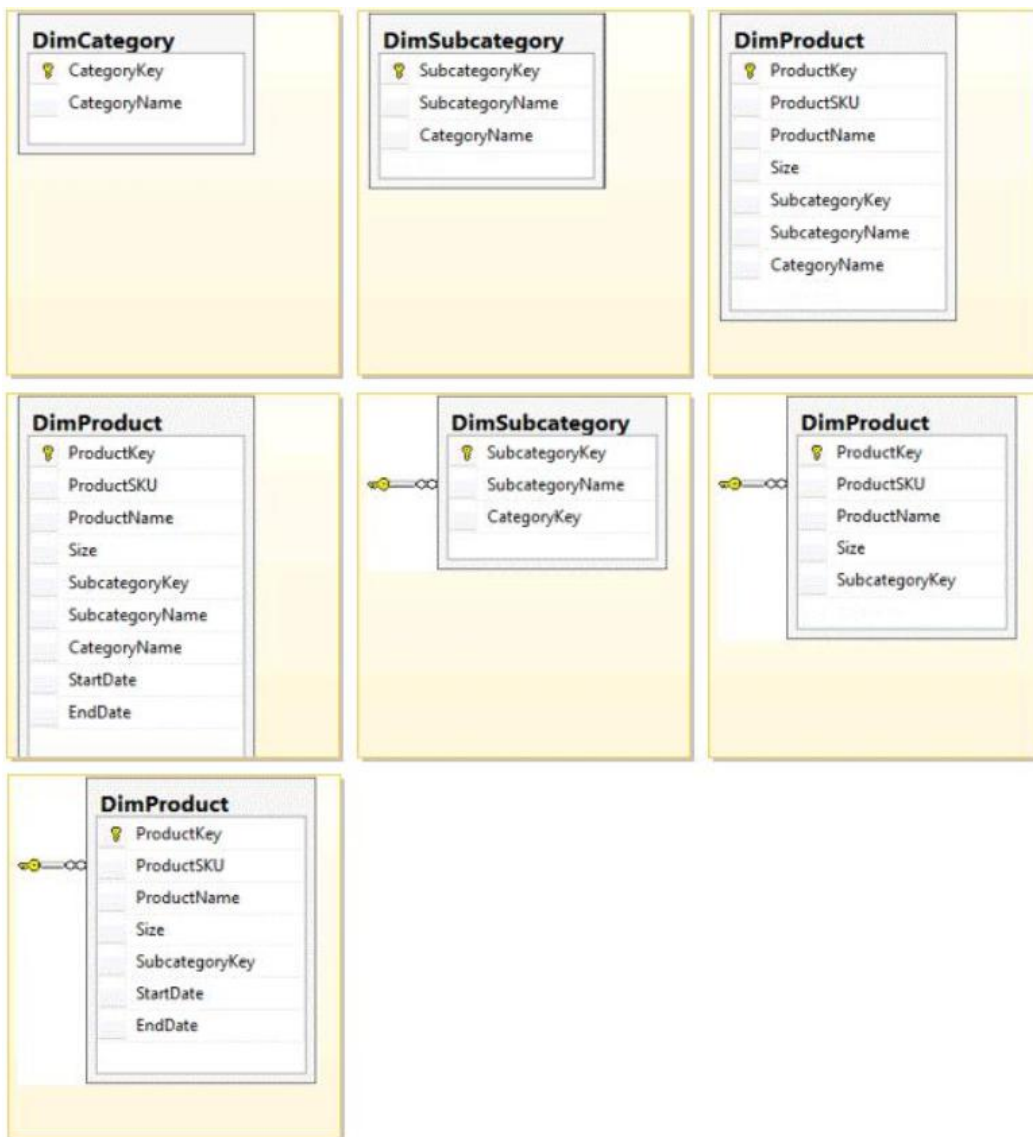 DimCategory
CategoryKey
CategoryName
DimSubcategory
SubcategoryKey
SubcategoryName
CategoryName
DimProduct
ProductKey
ProductSKU
ProductName
Size
SubcategoryKey
SubcategoryName
CategoryName
DimProduct
ProductKey
ProductSKU
ProductName
Size
SubcategoryKey
SubcategoryName
CategoryName
StartDate
EndDate
DimSubcategory
SubcategoryKey
SubcategoryName
CategoryKey
DimProduct
ProductKey
ProductSKU
ProductName
Size
SubcategoryKey
DimProduct
ProductKey
ProductSKU
ProductName
Size
SubcategoryKey
StartDate
EndDate